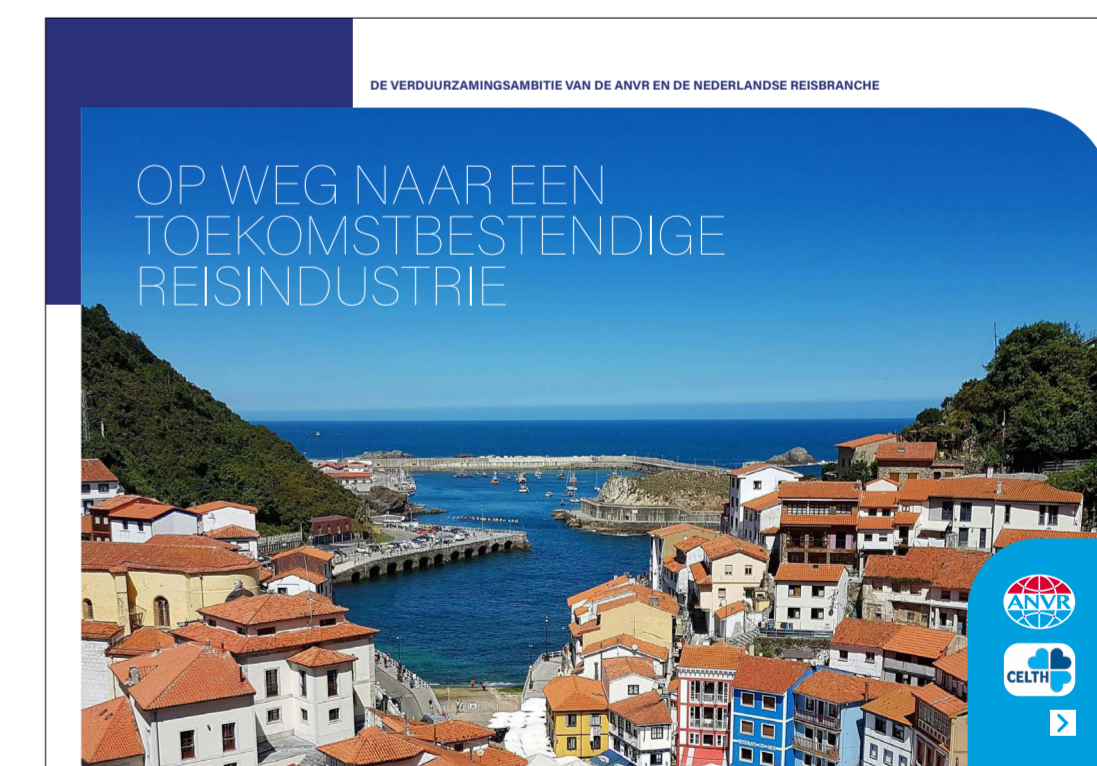 DE VERDUURZAMINGSAMBITIE VAN DE ANVR EN DE NEDERLANDSE REISBRANCHE
OP WEG NAAR EEN
TOEKOMSTBESTENDIGE
REISINDUSTRIE
ANVR
CELTH